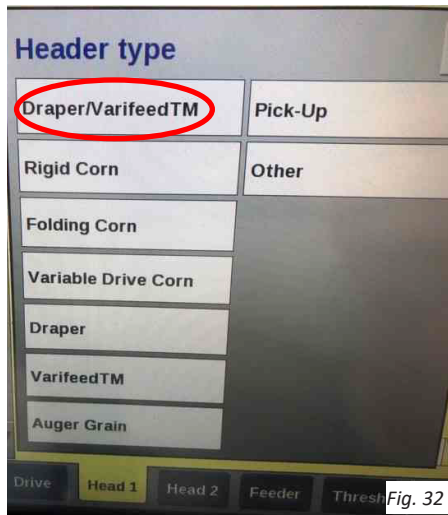 Header type
Draper/VarifeedTM
Pick-Up
Rigid Corn
Other
Folding Corn
Variable Drive Corn
Draper
VarifeedTM
Auger Grain
Drive
Head 1
Head 2
Feeder
Thresh
Fig. 32